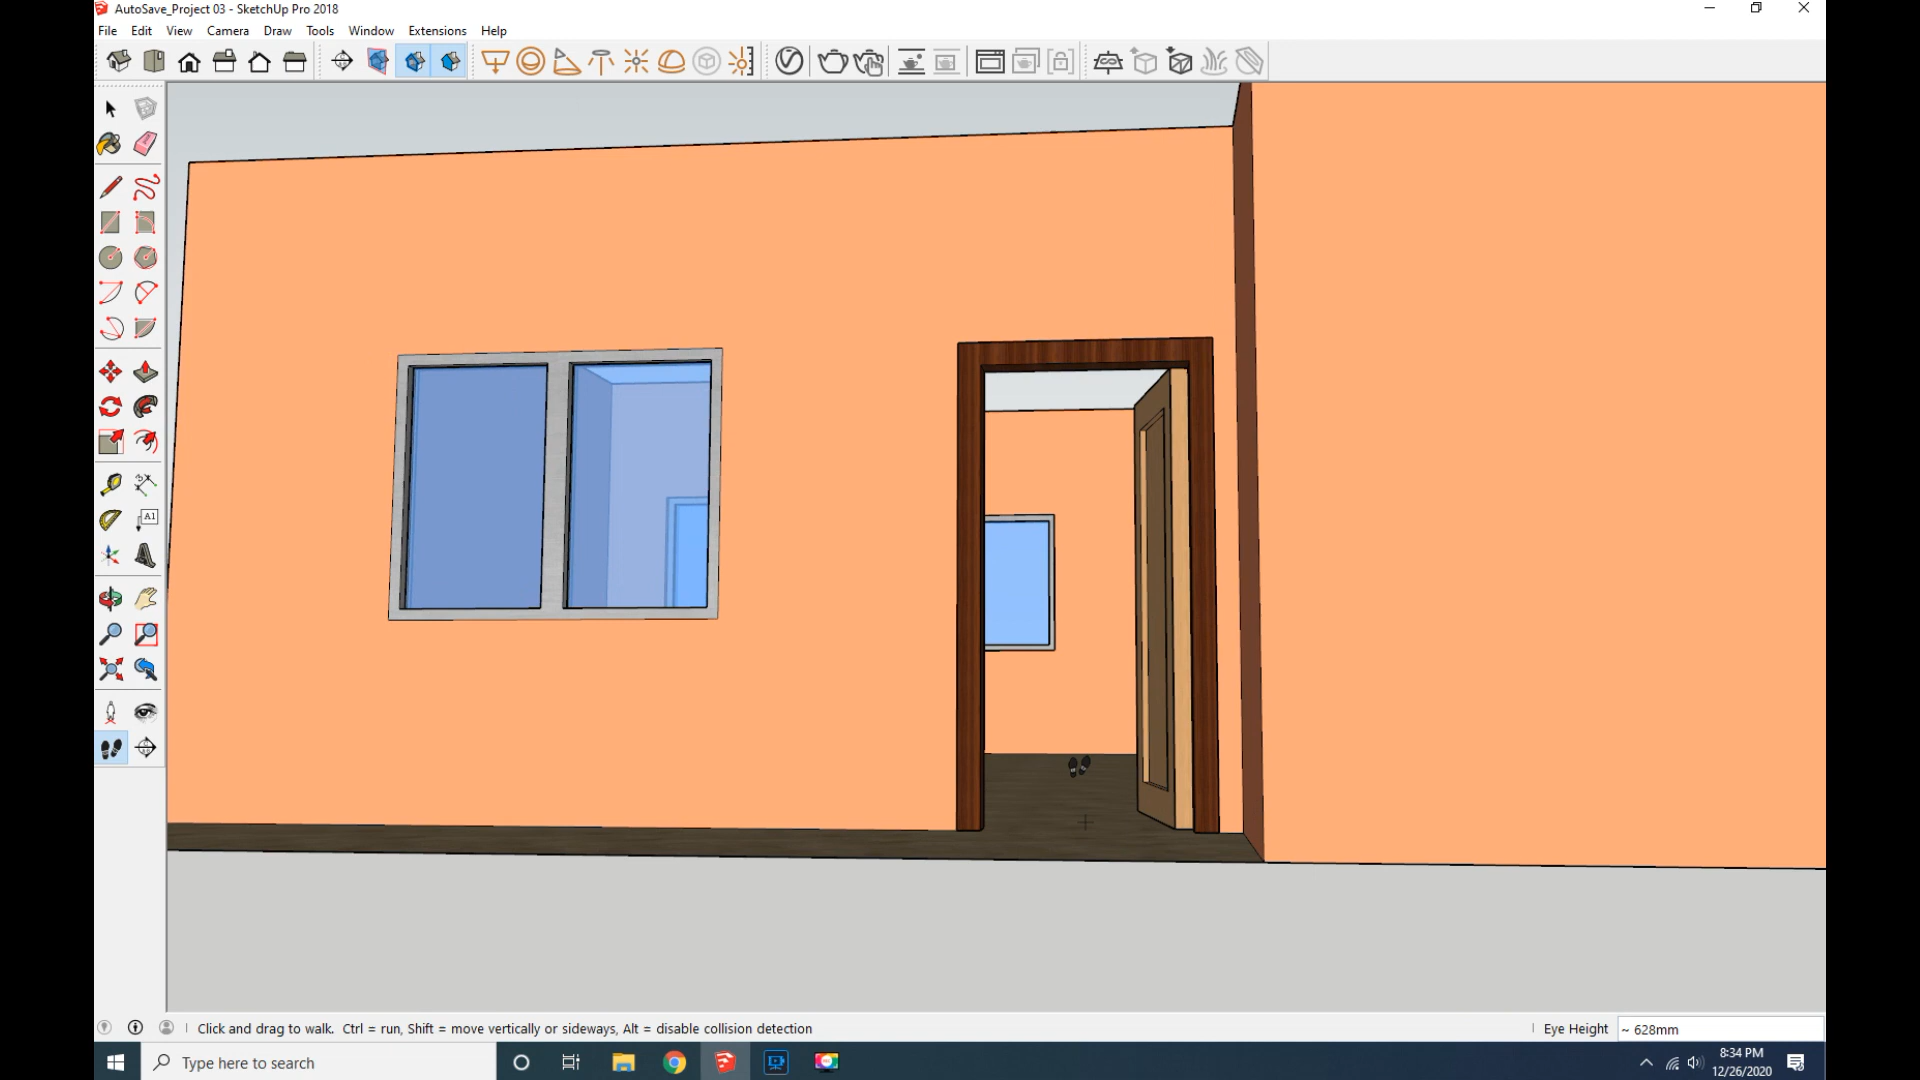 AutoSave_Project 03 - SketchUp Pro 2018
File Edit View Camera Draw Tools Window Extensions Help
A1
Click and drag to walk. Ctrl = run, Shift = move vertically or sideways, Alt = disable collision detection
Eye Height ~ 628mm
Type here to search
8:34 PM
12/26/2020